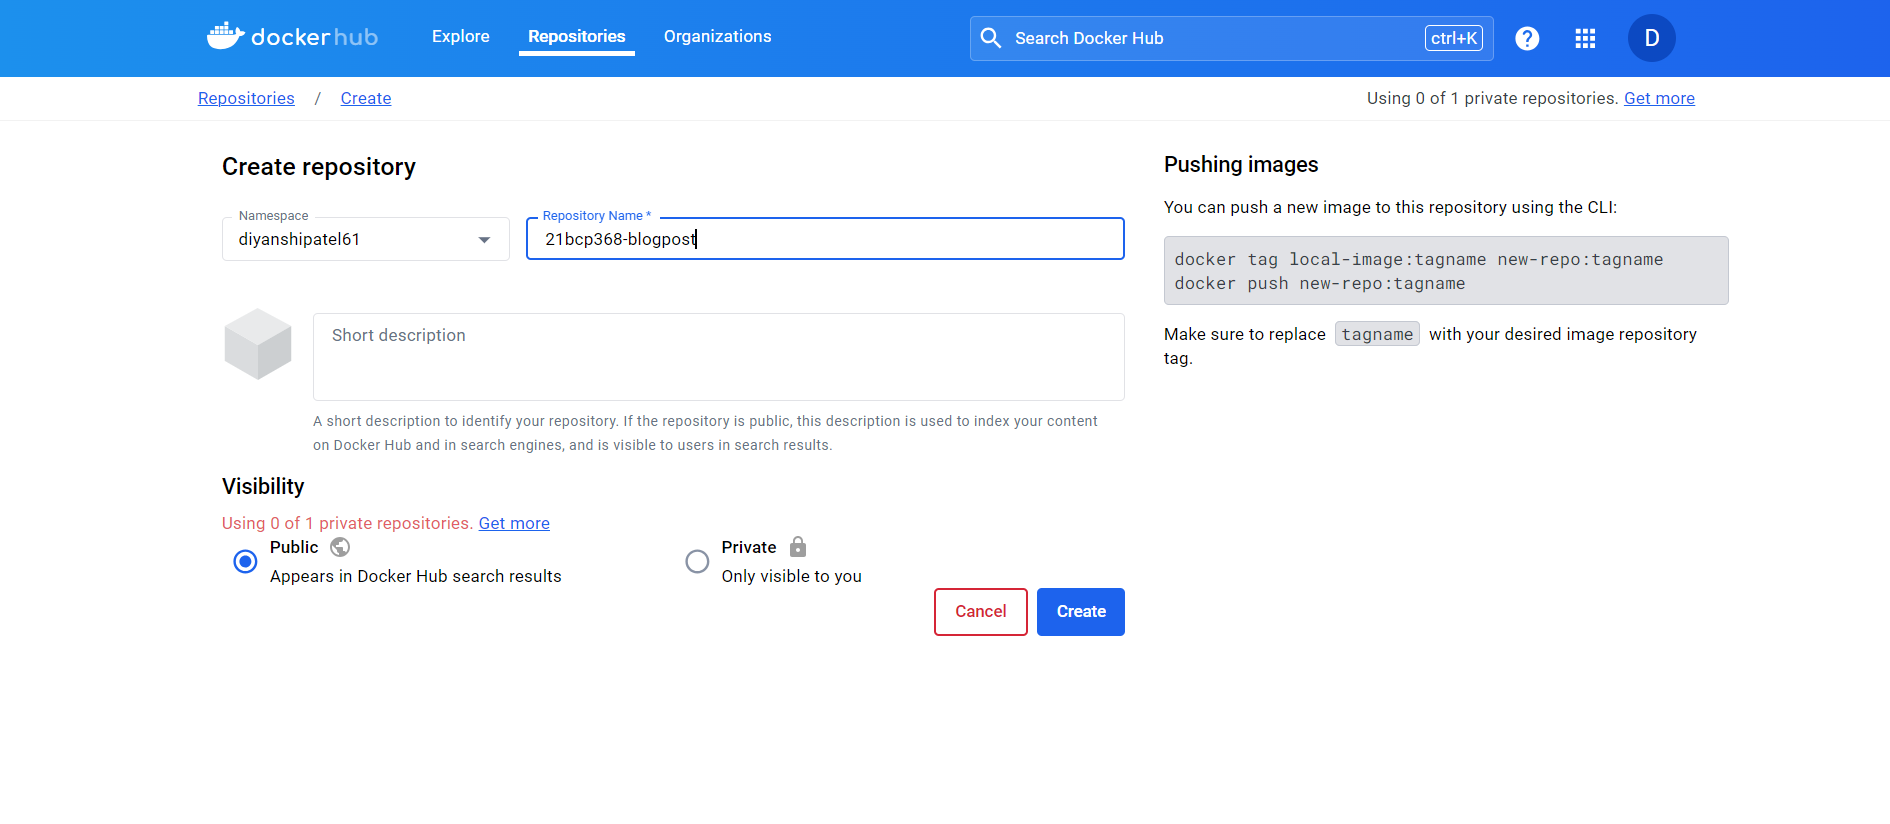 dockerhub Explore Repositories Organizations Search Docker Hub ctrl+K ? D
Repositories / Create Using 0 of 1 private repositories. Get more
Create repository
Namespace
diyanshipatel61
Repository Name *
21bcp368-blogpost
Short description
A short description to identify your repository. If the repository is public, this description is used to index your content
on Docker Hub and in search engines, and is visible to users in search results.
Visibility
Using 0 of 1 private repositories. Get more
Public
Appears in Docker Hub search results
Private
Only visible to you
Cancel Create
Pushing images
You can push a new image to this repository using the CLI:
docker tag local-image:tagname new-repo:tagname
docker push new-repo:tagname
Make sure to replace tagname with your desired image repository
tag.